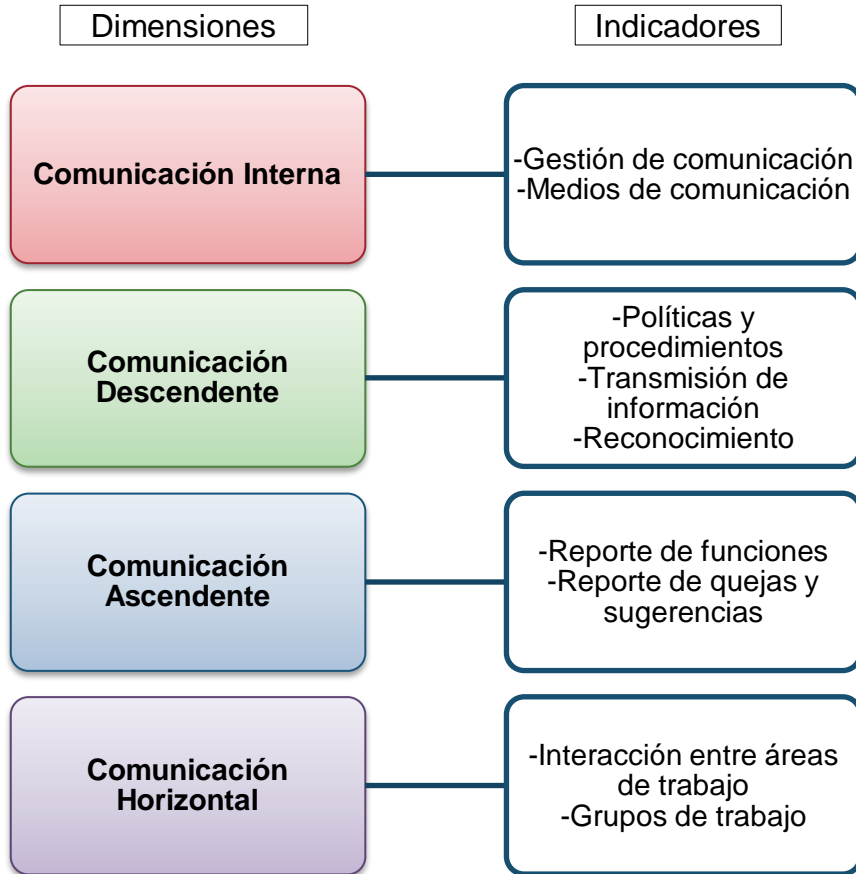 Dimensiones
Indicadores
Comunicación Interna
-Gestión de comunicación
-Medios de comunicación
Comunicación
Descendente
-Políticas y
procedimientos
-Transmisión de
información
-Reconocimiento
Comunicación
Ascendente
-Reporte de funciones
-Reporte de quejas y
sugerencias
Comunicación
Horizontal
-Interacción entre áreas
de trabajo
-Grupos de trabajo